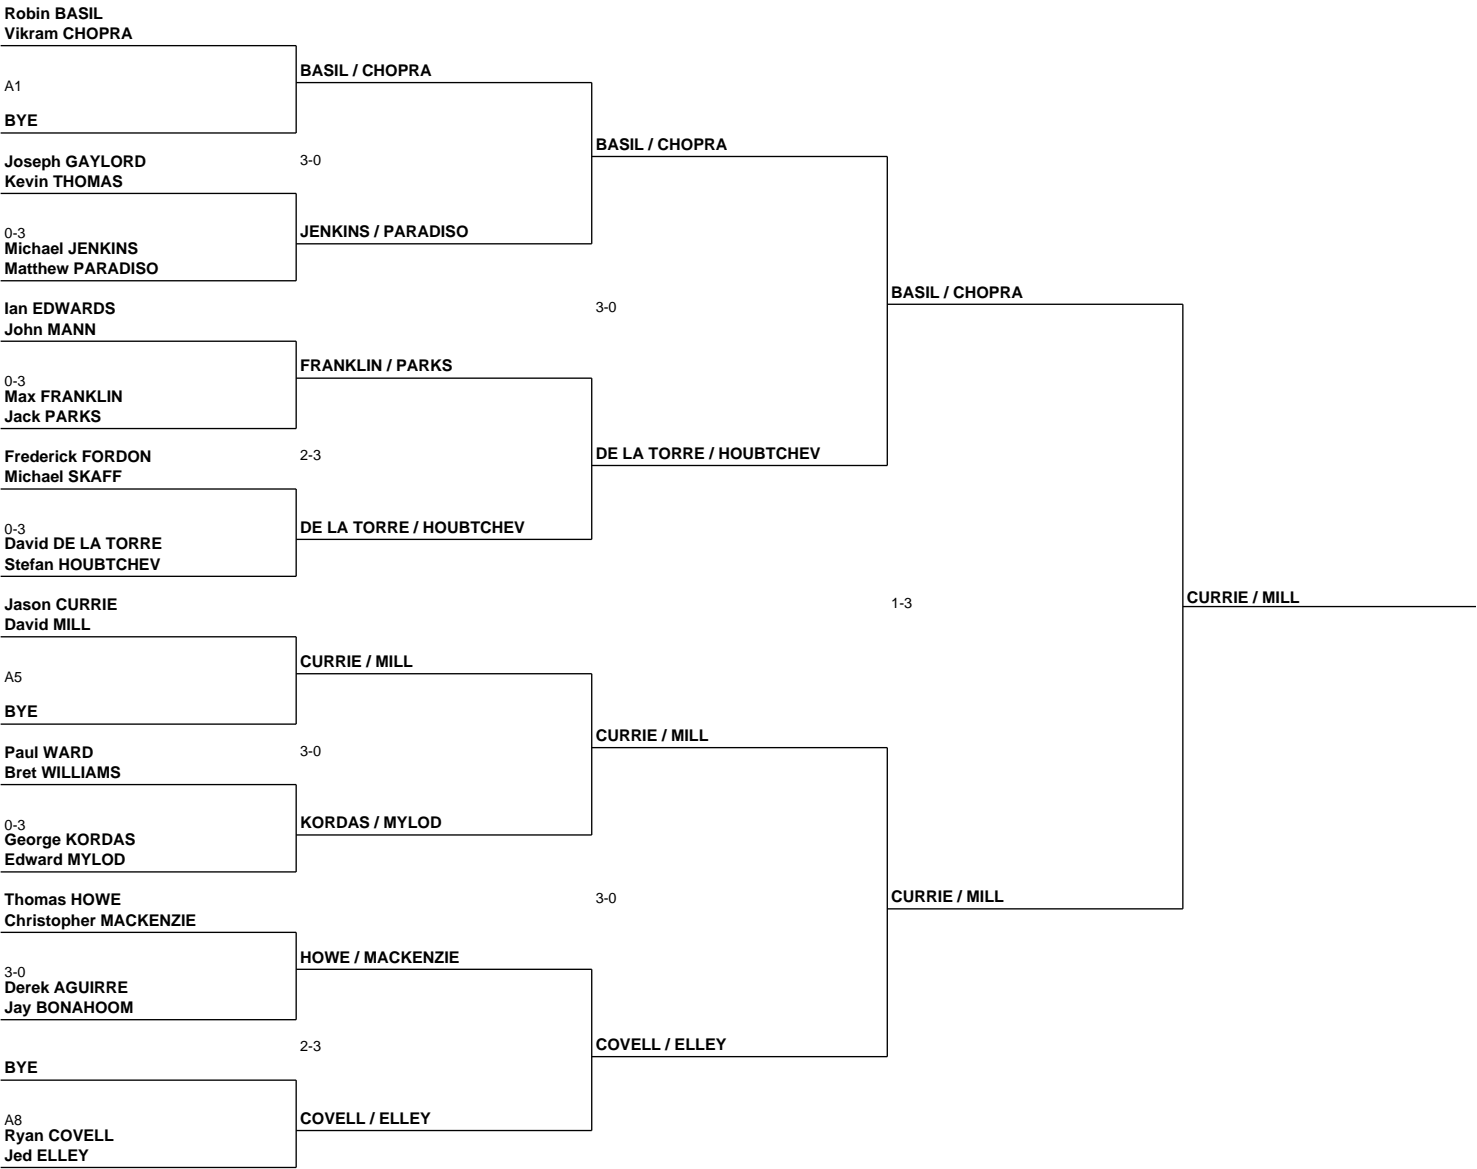 Robin BASIL
Vikram CHOPRA
A1
BYE
Joseph GAYLORD
Kevin THOMAS
0-3
Michael JENKINS
Matthew PARADISO
Ian EDWARDS
John MANN
0-3
Max FRANKLIN
Jack PARKS
Frederick FORDON
Michael SKAFF
0-3
David DE LA TORRE
Stefan HOUBTCHEV
Jason CURRIE
David MILL
A5
BYE
Paul WARD
Bret WILLIAMS
0-3
George KORDAS
Edward MYLOD
Thomas HOWE
Christopher MACKENZIE
3-0
Derek AGUIRRE
Jay BONAHOOM
BYE
A8
Ryan COVELL
Jed ELLEY
BASIL / CHOPRA
3-0
JENKINS / PARADISO
FRANKLIN / PARKS
2-3
DE LA TORRE / HOUBTCHEV
CURRIE / MILL
3-0
KORDAS / MYLOD
HOWE / MACKENZIE
2-3
COVELL / ELLEY
BASIL / CHOPRA
3-0
DE LA TORRE / HOUBTCHEV
CURRIE / MILL
3-0
COVELL / ELLEY
BASIL / CHOPRA
1-3
CURRIE / MILL
CURRIE / MILL